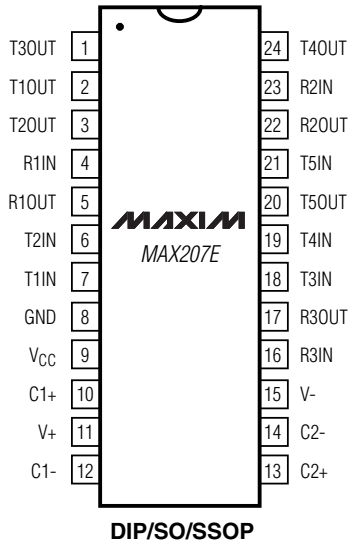 T3OUT 1 24 T4OUT
T1OUT 2 23 R2IN
T2OUT 3 22 R2OUT
R1IN 4 21 T5IN
R1OUT 5 20 T5OUT
MAXIM
T2IN 6 19 T4IN
MAX207E
T1IN 7 18 T3IN
GND 8 17 R3OUT
VCC 9 16 R3IN
C1+ 10 15 V-
V+ 11 14 C2-
C1- 12 13 C2+
DIP/SO/SSOP